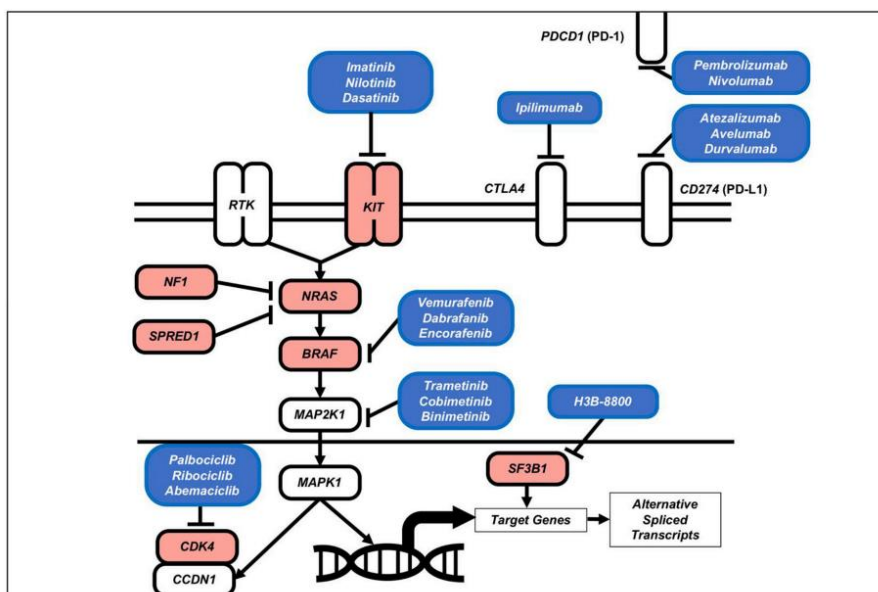 PDCD1 (PD-1)
Pembrolizumab
Nivolumab
Imatinib
Nilotinib
Dasatinib
Ipilimumab
Atezalizumab
Avelumab
Durvalumab
RTK
KIT
CTLA4
CD274 (PD-L1)
NF1
NRAS
SPRED1
Vemurafenib
Dabrafanib
Encorafenib
BRAF
Trametinib
Cobimetinib
Binimetinib
MAP2K1
H3B-8800
Palbociclib
Ribociclib
Abemaciclib
MAPK1
SF3B1
Target Genes
Alternative
Spliced
Transcripts
CDK4
CCDN1